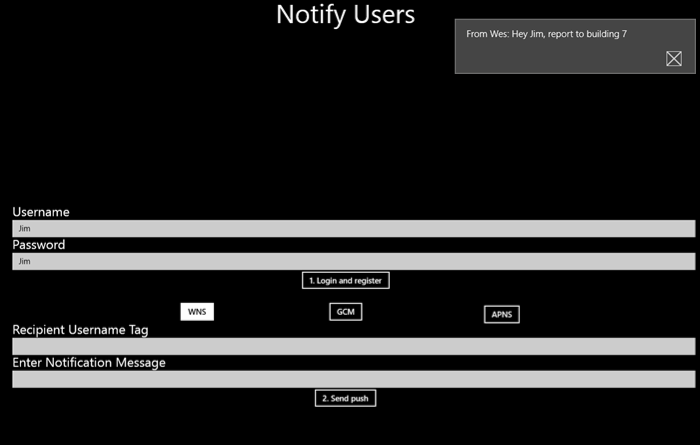 Notify Users
From Wes: Hey Jim, report to building 7
Username
Jim
Password
Jim
1. Login and register
WNS GCM APNS
Recipient Username Tag
Enter Notification Message
2. Send push